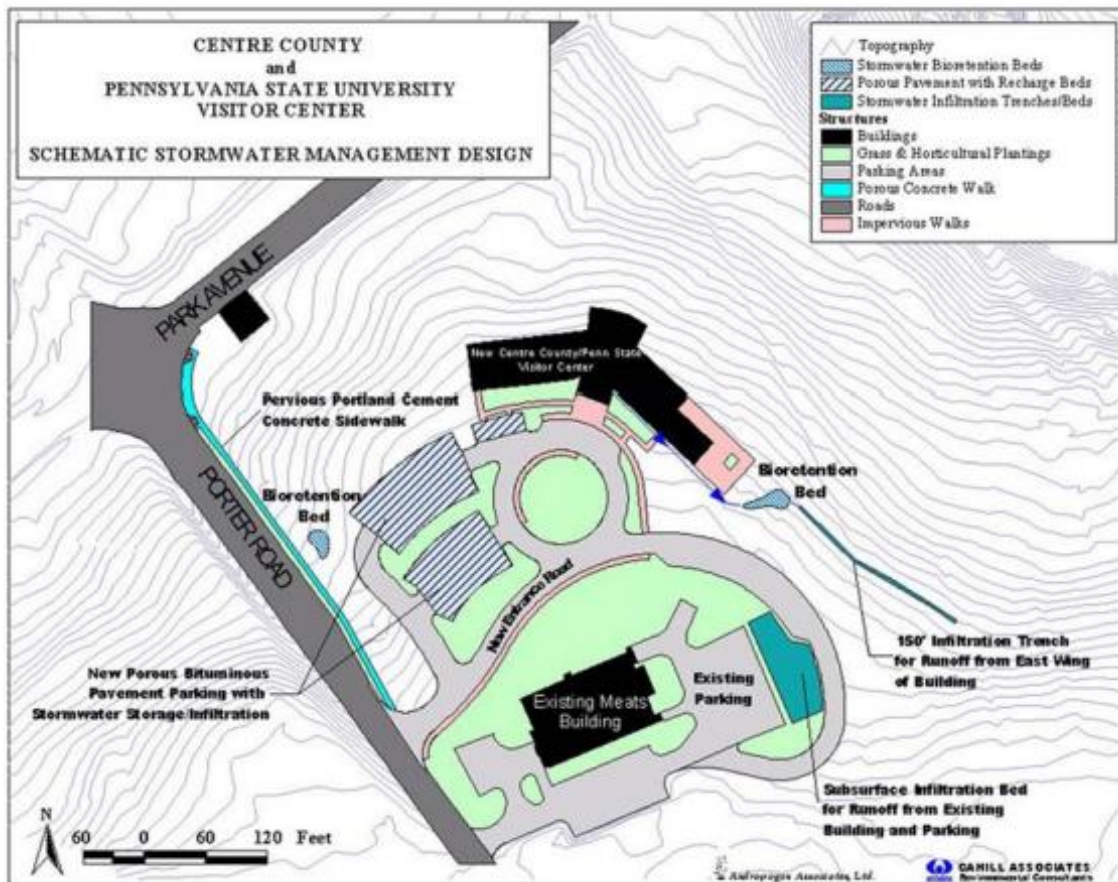 CENTRE COUNTY
and
PENNSYLVANIA STATE UNIVERSITY
VISITOR CENTER
SCHEMATIC STORMWATER MANAGEMENT DESIGN
Topography
Stormwater Bioretention Beds
Porous Pavement with Recharge Beds
Stormwater Infiltration Trenches/Beds
Structures
Buildings
Grass & Horticultural Plantings
Parking Areas
Porous Concrete Walk
Roads
Impervious Walks
PARK AVENUE
New Centre County/Penn State
Visitor Center
Pervious Portland Cement
Concrete Sidewalk
Bioretention
Bed
PORTER ROAD
Bioretention
Bed
New Entrance Road
150' Infiltration Trench
for Runoff from East Wing
of Building
New Porous Bituminous
Pavement Parking with
Stormwater Storage/Infiltration
Existing Meats
Building
Existing
Parking
Subsurface Infiltration Bed
for Runoff from Existing
Building and Parking
N
60 0 60 120 Feet
Andropogon Associates, Ltd.
CAHILL ASSOCIATES
Environmental Consultants